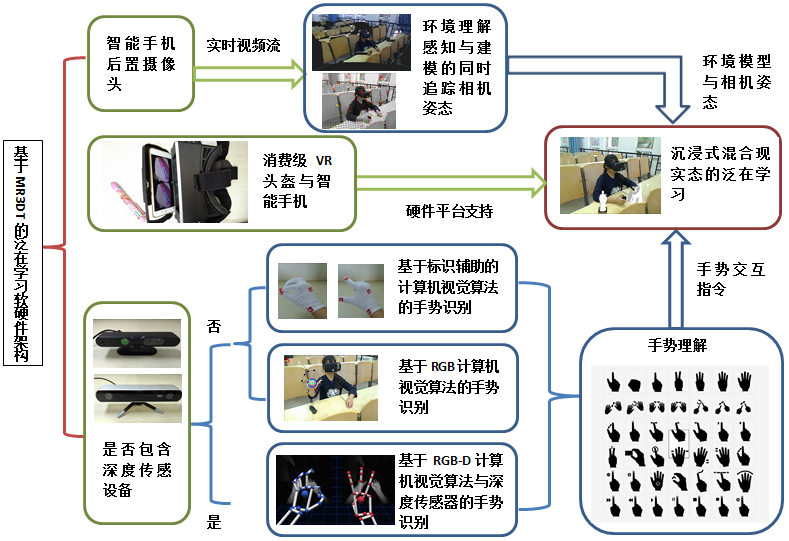 基于MR3DT的泛在学习软硬件架构
智能手机
后置摄像
头
实时视频流
环境理解
感知与建
模的同时
追踪相机
姿态
环境模型
与相机姿
态
消费级 VR
头盔与智
能手机
硬件平台支持
沉浸式混合现
实态的泛在学
习
手势交互
指令
是否包含
深度传感
设备
否
是
基于标识辅助的
计算机视觉算法
的手势识别
基于 RGB计算机
视觉算法的手势
识别
基于 RGB-D 计算
机视觉算法与深
度传感器的手势
识别
手势理解